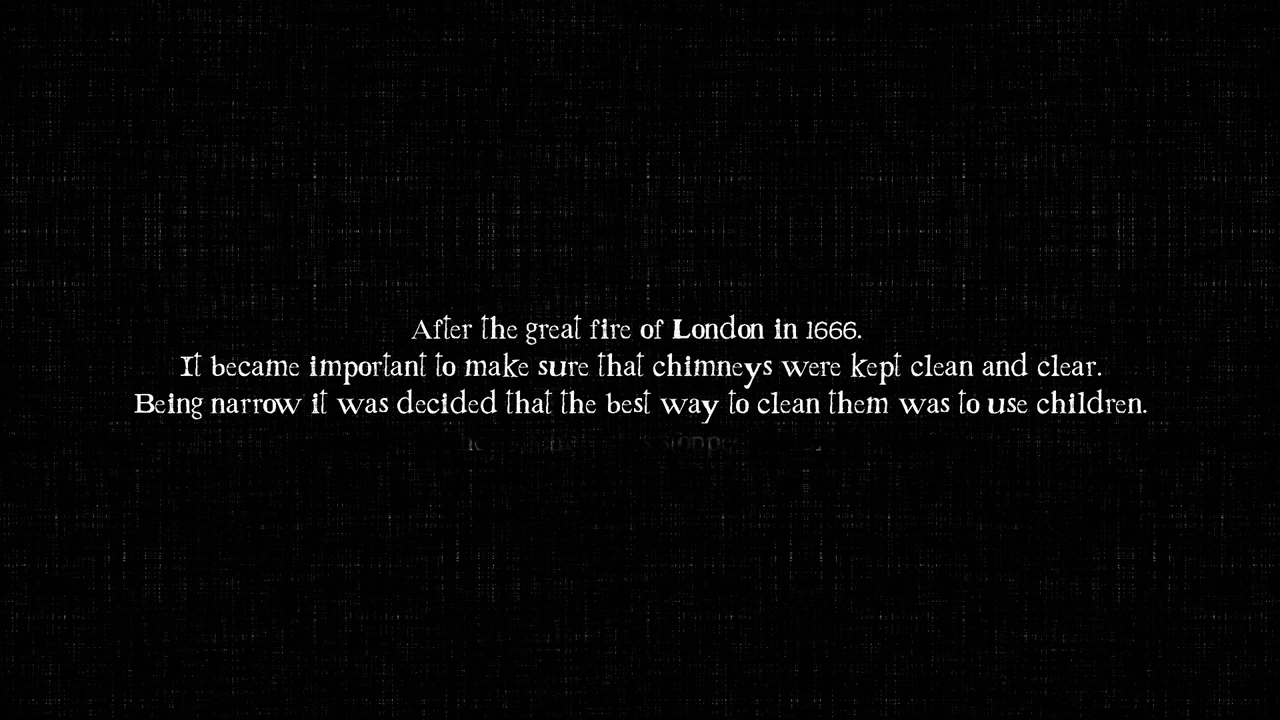 After the great fire of London in 1666.
It became important to make sure that chimneys were kept clean and clear.
Being narrow it was decided that the best way to clean them was to use children.